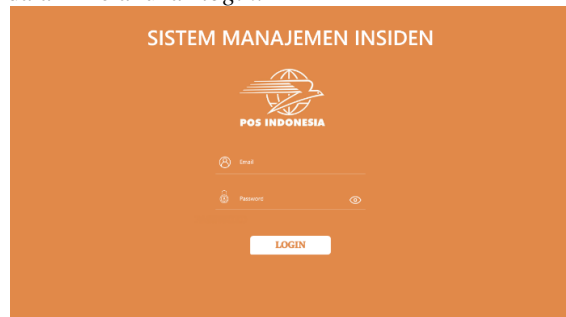 SISTEM MANAJEMEN INSIDEN
POS INDONESIA
Email
Password
LOGIN